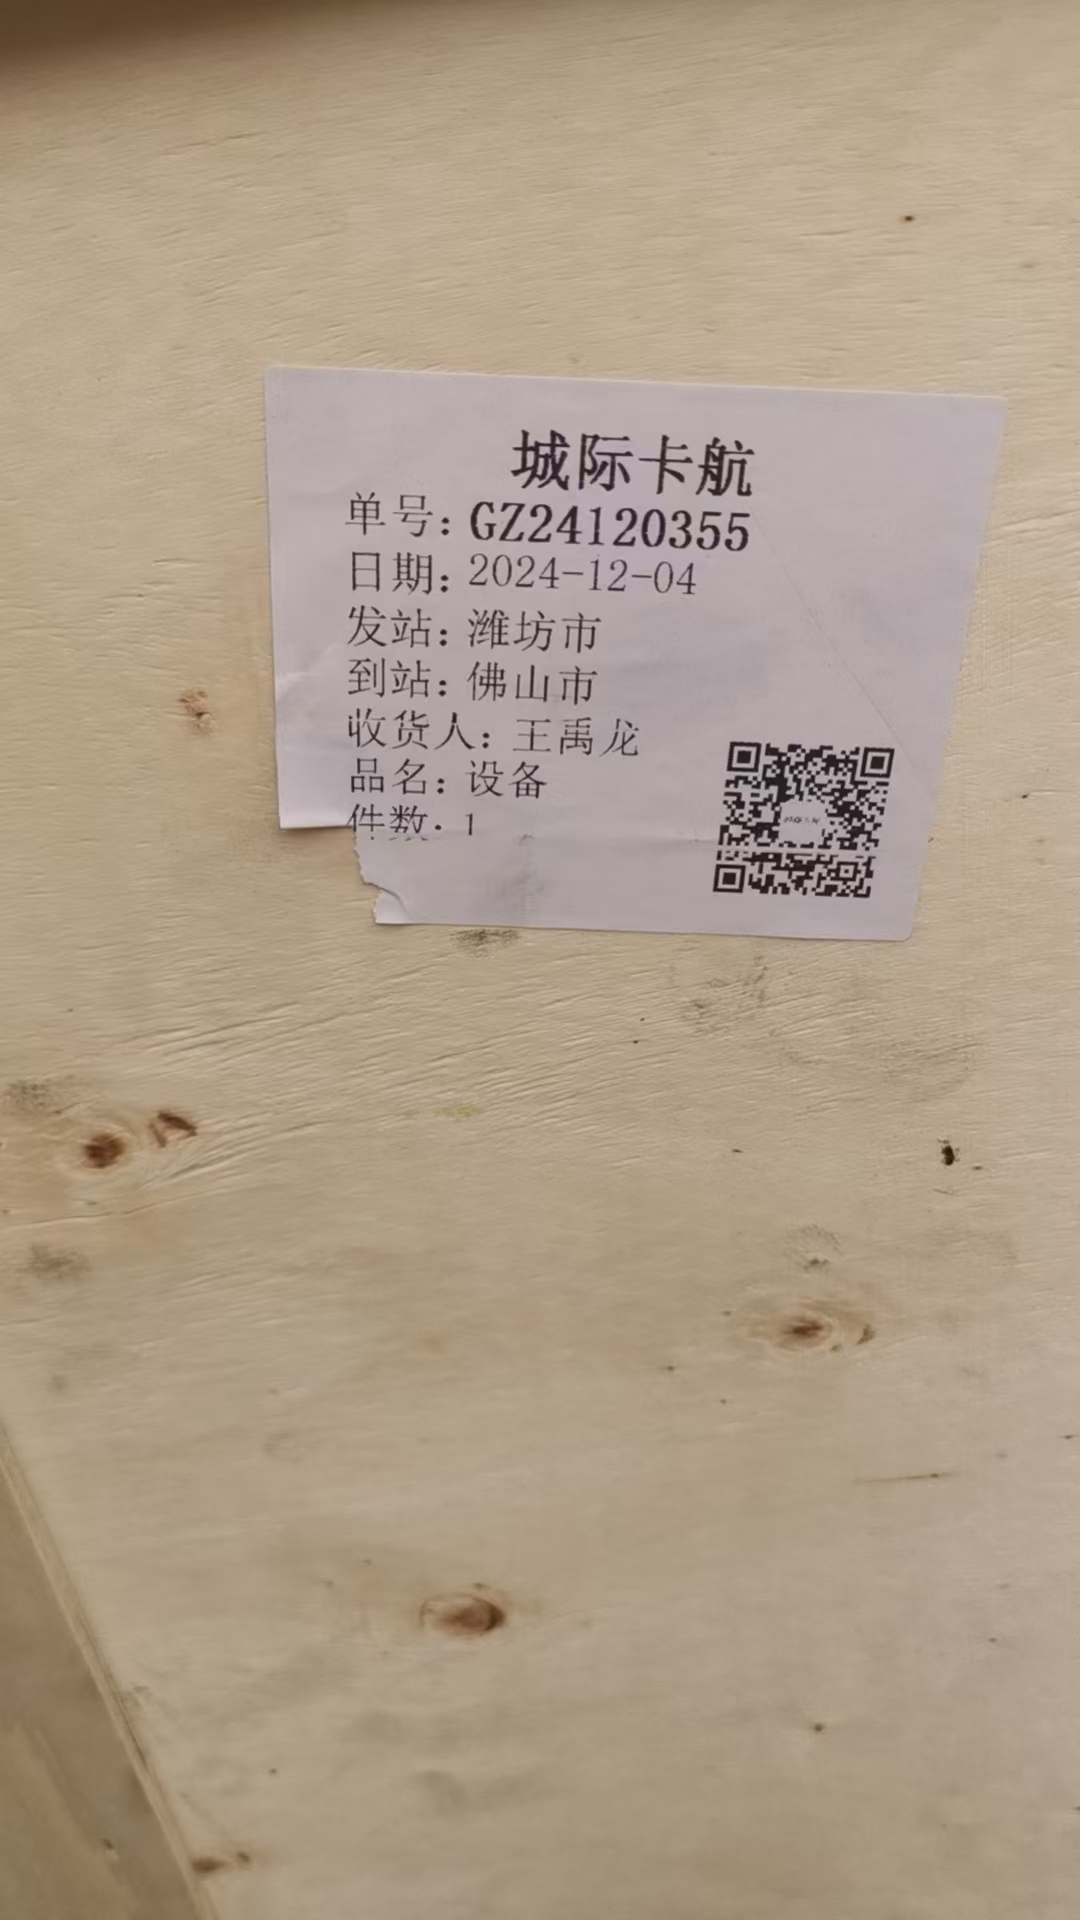 城际卡航
单号:GZ24120355
日期:2024-12-04
发站:潍坊市
到站:佛山市
收货人:王禹龙
品名:设备
件数:1